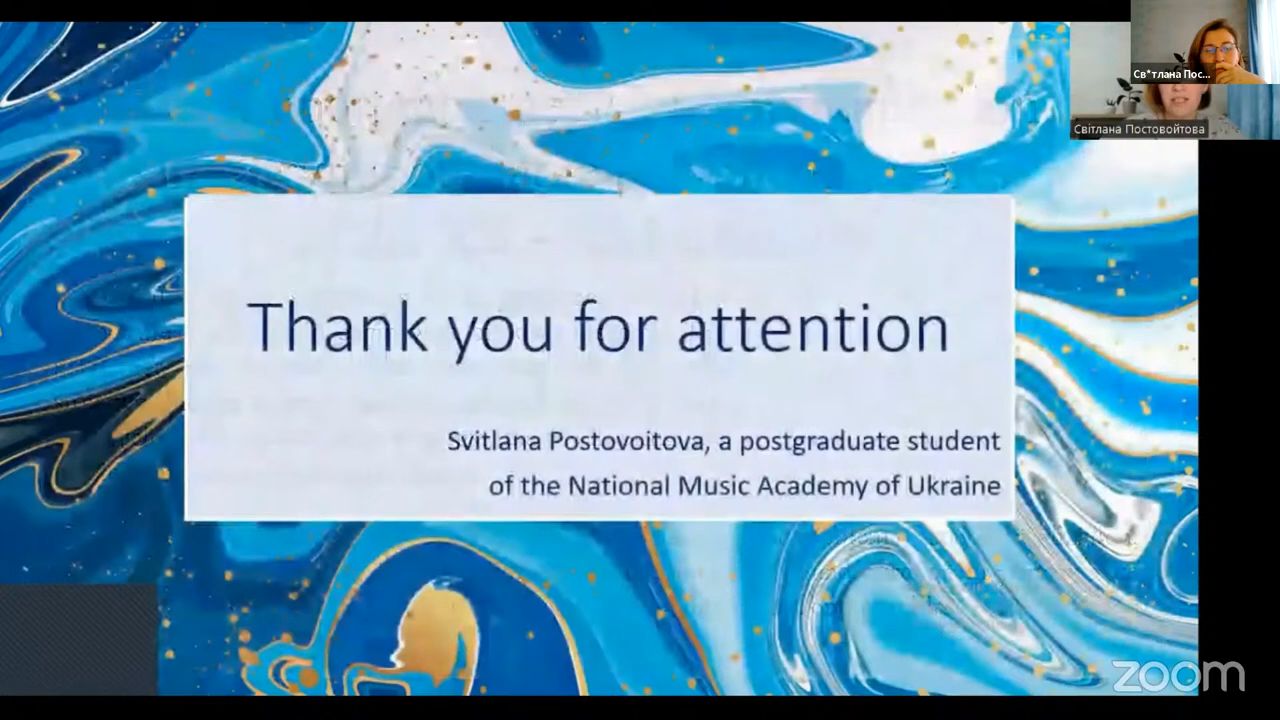 Св*тлана Пос...
Світлана Постовойтова
Thank you for attention
Svitlana Postovoitova, a postgraduate student
of the National Music Academy of Ukraine
zoom